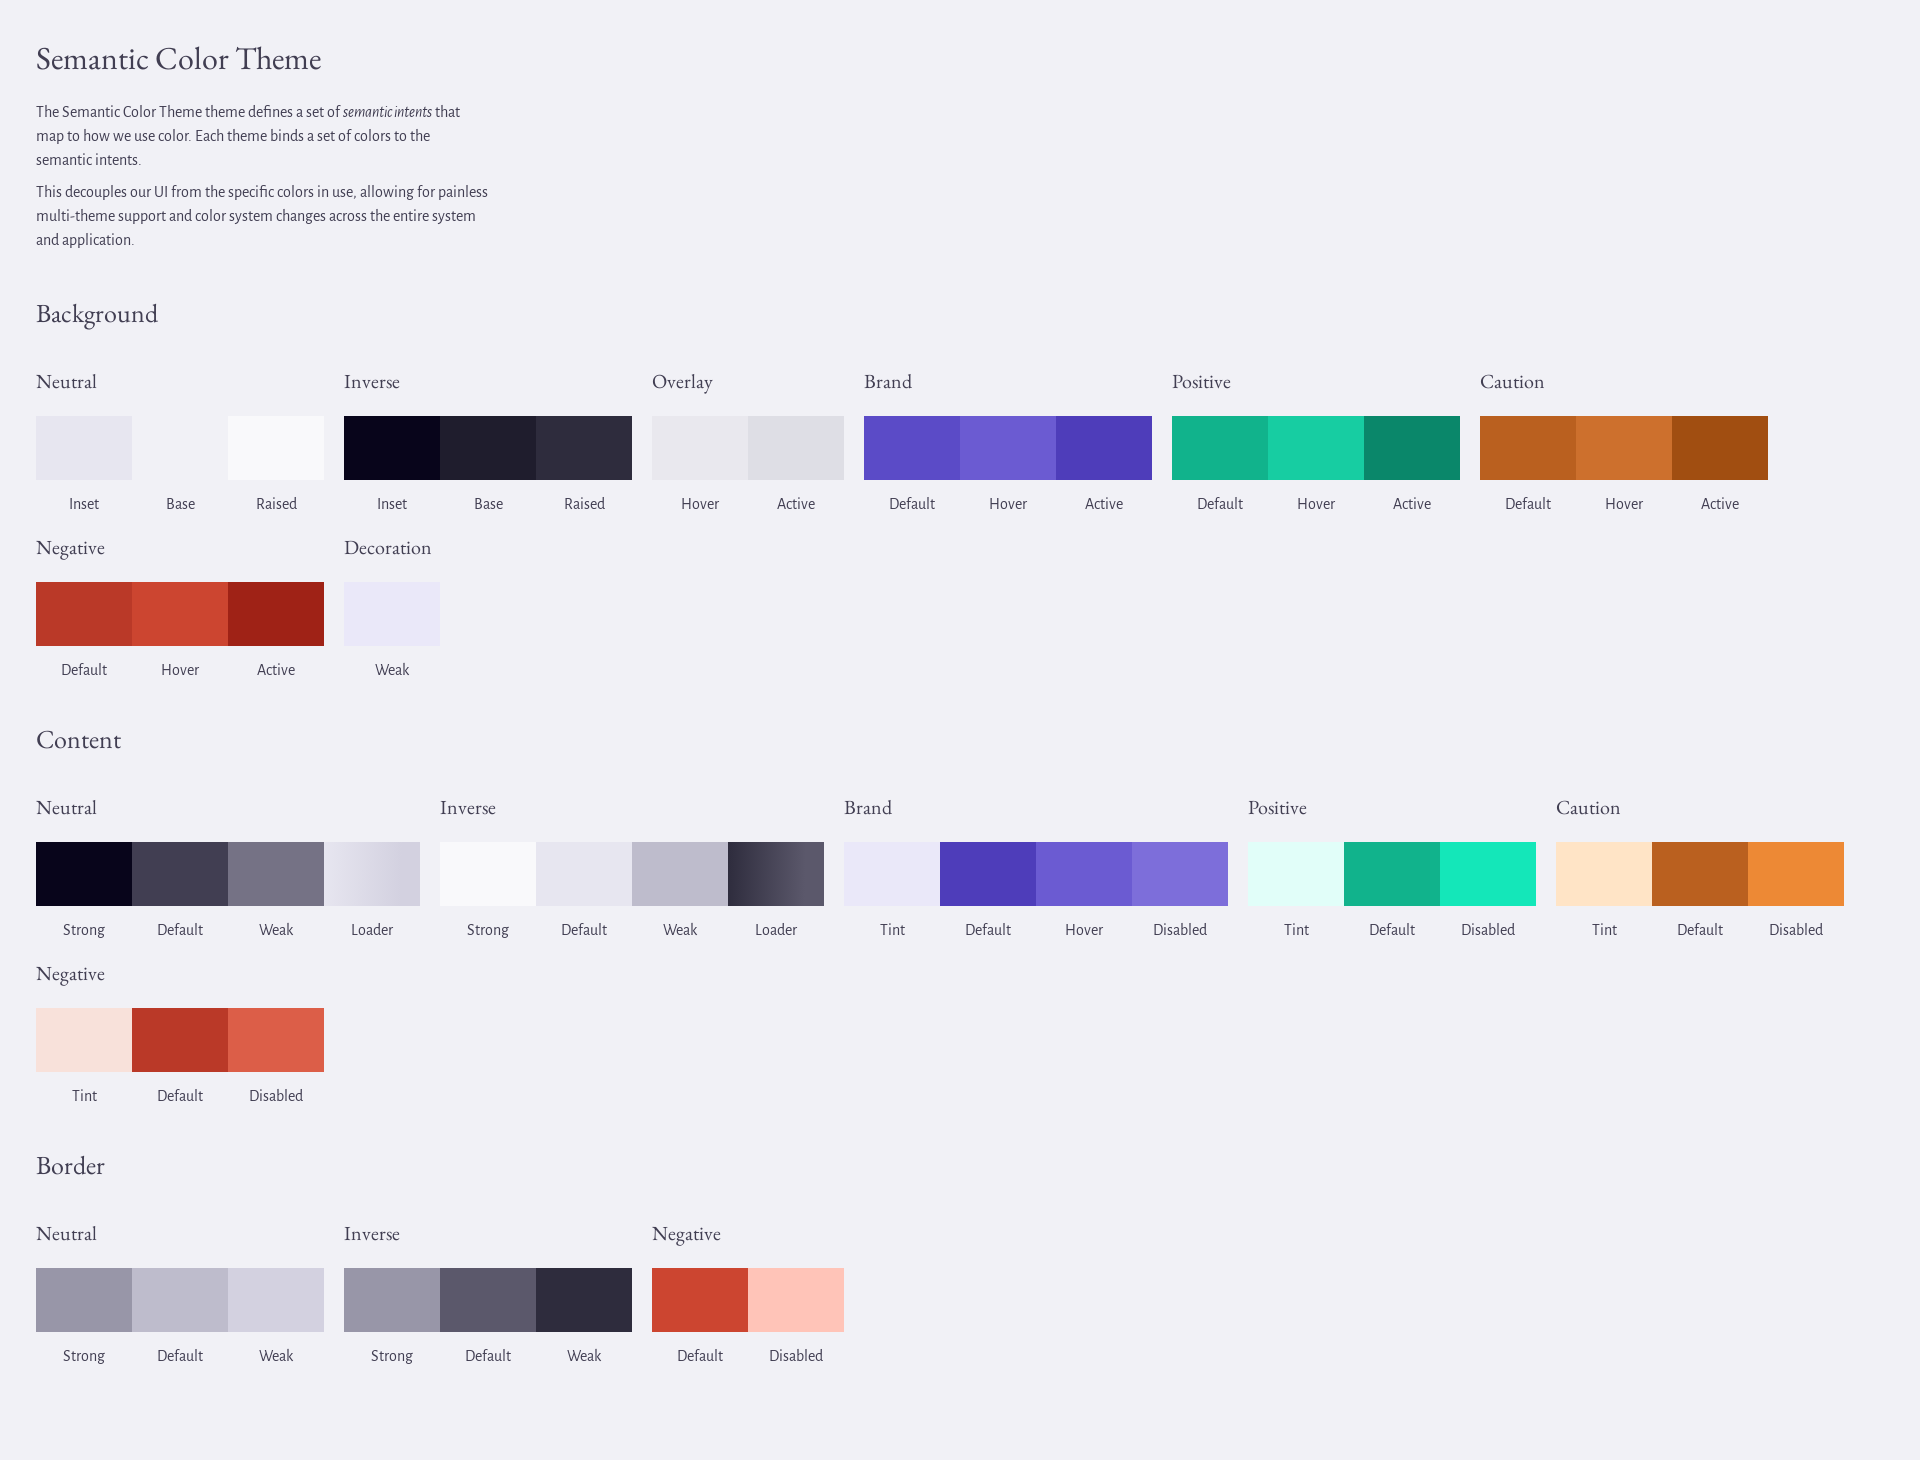 Semantic Color Theme
The Semantic Color Theme theme defines a set of semantic intents that
map to how we use color. Each theme binds a set of colors to the
semantic intents.
This decouples our UI from the specific colors in use, allowing for painless
multi-theme support and color system changes across the entire system
and application.
Background
Neutral Inverse Overlay Brand Positive Caution
Inset Base Raised Inset Base Raised Hover Active Default Hover Active Default Hover Active Default Hover Active
Negative Decoration
Default Hover Active Weak
Content
Neutral Inverse Brand Positive Caution
Strong Default Weak Loader Strong Default Weak Loader Tint Default Hover Disabled Tint Default Disabled Tint Default Disabled
Negative
Tint Default Disabled
Border
Neutral Inverse Negative
Strong Default Weak Strong Default Weak Default Disabled